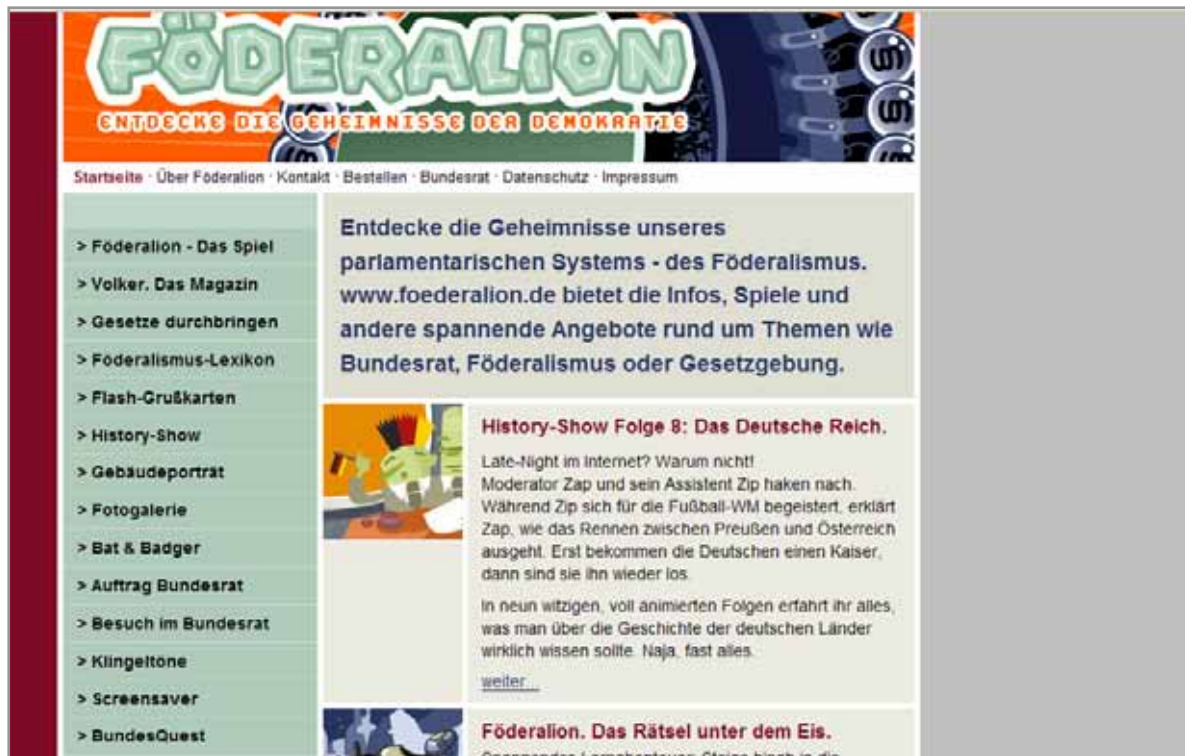 FÖDERALION
ENTDECKE DIE GEHEIMNISSE DER DEMOKRATIE
Startseite · Über Föderalion · Kontakt · Bestellen · Bundesrat · Datenschutz · Impressum
> Föderalion - Das Spiel
> Volker. Das Magazin
> Gesetze durchbringen
> Föderalismus-Lexikon
> Flash-Grußkarten
> History-Show
> Gebäudeporträt
> Fotogalerie
> Bat & Badger
> Auftrag Bundesrat
> Besuch im Bundesrat
> Klingeltöne
> Screensaver
> BundesQuest
Entdecke die Geheimnisse unseres
parlamentarischen Systems - des Föderalismus.
www.foederalion.de bietet die Infos, Spiele und
andere spannende Angebote rund um Themen wie
Bundesrat, Föderalismus oder Gesetzgebung.
History-Show Folge 8: Das Deutsche Reich.
Late-Night im Internet? Warum nicht!
Moderator Zap und sein Assistent Zip haken nach.
Während Zip sich für die Fußball-WM begeistert, erklärt
Zap, wie das Rennen zwischen Preußen und Österreich
ausgeht. Erst bekommen die Deutschen einen Kaiser,
dann sind sie ihn wieder los.
In neun witzigen, voll animierten Folgen erfahrt ihr alles,
was man über die Geschichte der deutschen Länder
wirklich wissen sollte. Naja, fast alles.
weiter...
Föderalion. Das Rätsel unter dem Eis.